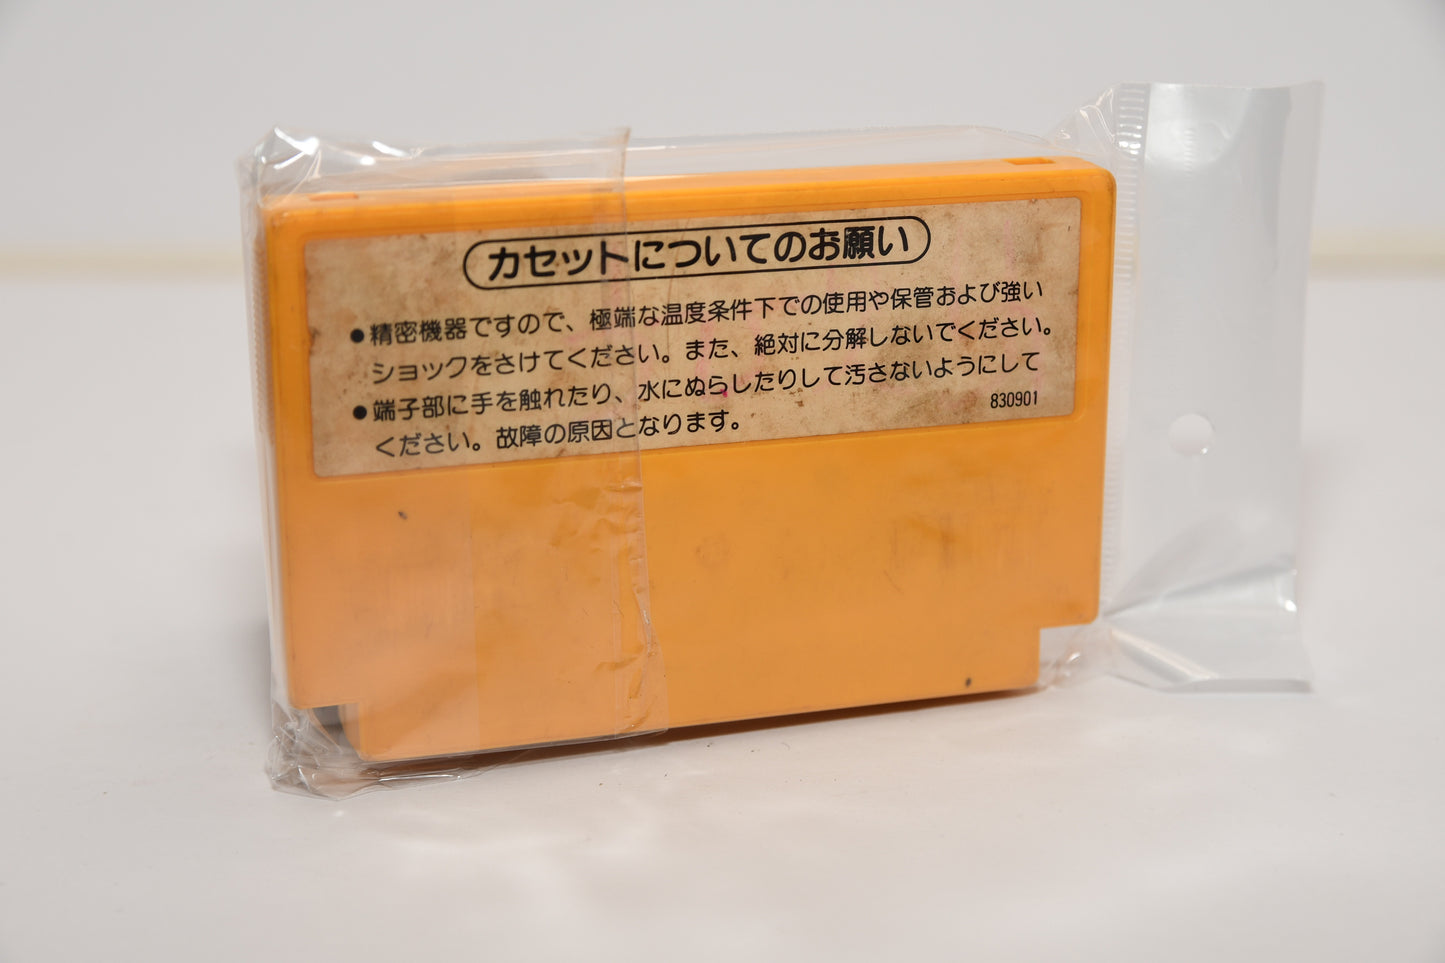 カセットについてのお願い
●精密機器ですので、極端な温度条件下での使用や保管および強い
ショックをさけてください。また、絶対に分解しないでください。
●端子部に手を触れたり、水にぬらしたりして汚さないようにして
ください。故障の原因となります。
830901